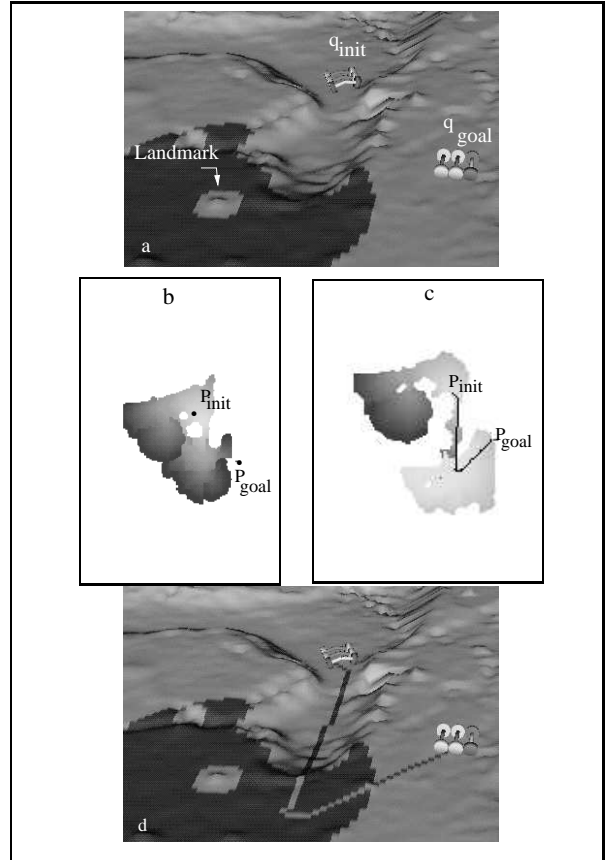 q init
q goal
Landmark
a
b
P init
P goal
c
P init
P goal
d